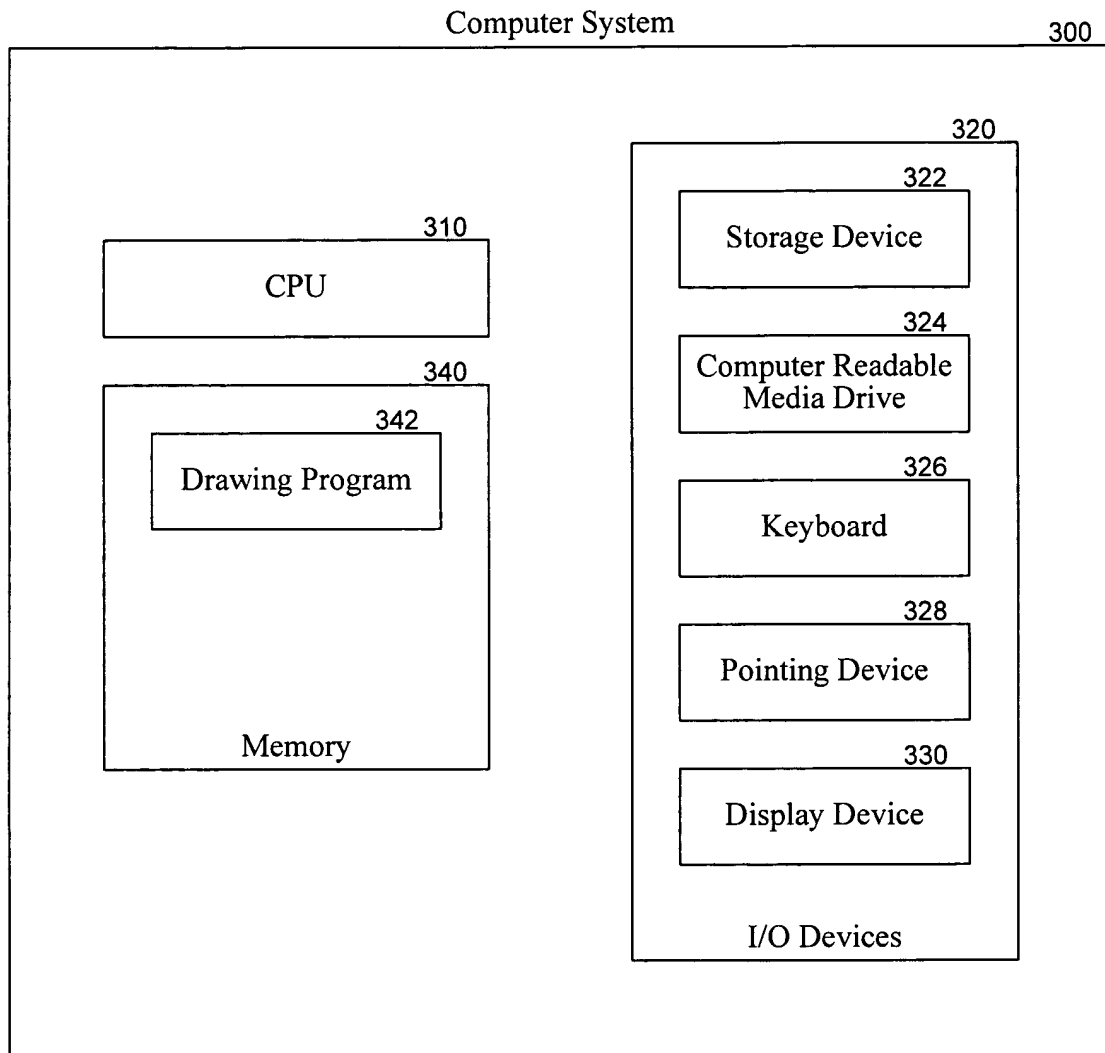 Computer System
300
310
CPU
340
342
Drawing Program
Memory
320
322
Storage Device
324
Computer Readable
Media Drive
326
Keyboard
328
Pointing Device
330
Display Device
I/O Devices